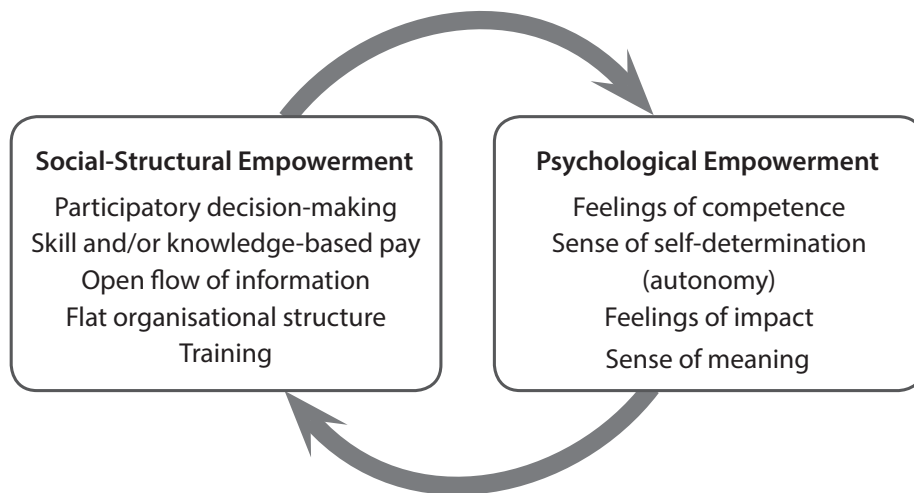 Social-Structural Empowerment
Participatory decision-making
Skill and/or knowledge-based pay
Open flow of information
Flat organisational structure
Training
Psychological Empowerment
Feelings of competence
Sense of self-determination
(autonomy)
Feelings of impact
Sense of meaning